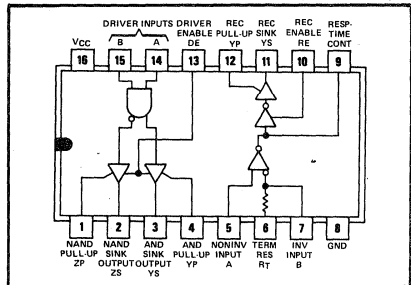 DRIVER INPUTS
B A
DRIVER ENABLE DE
REC PULL-UP YP
REC SINK YS
REC ENABLE RE
RESP-TIME CONT
VCC
16 15 14 13 12 11 10 9
1 2 3 4 5 6 7 8
NAND PULL-UP ZP
NAND SINK OUTPUT ZS
AND SINK OUTPUT YS
AND PULL-UP YP
NONINV INPUT A
TERM RES RT
INV INPUT B
GND